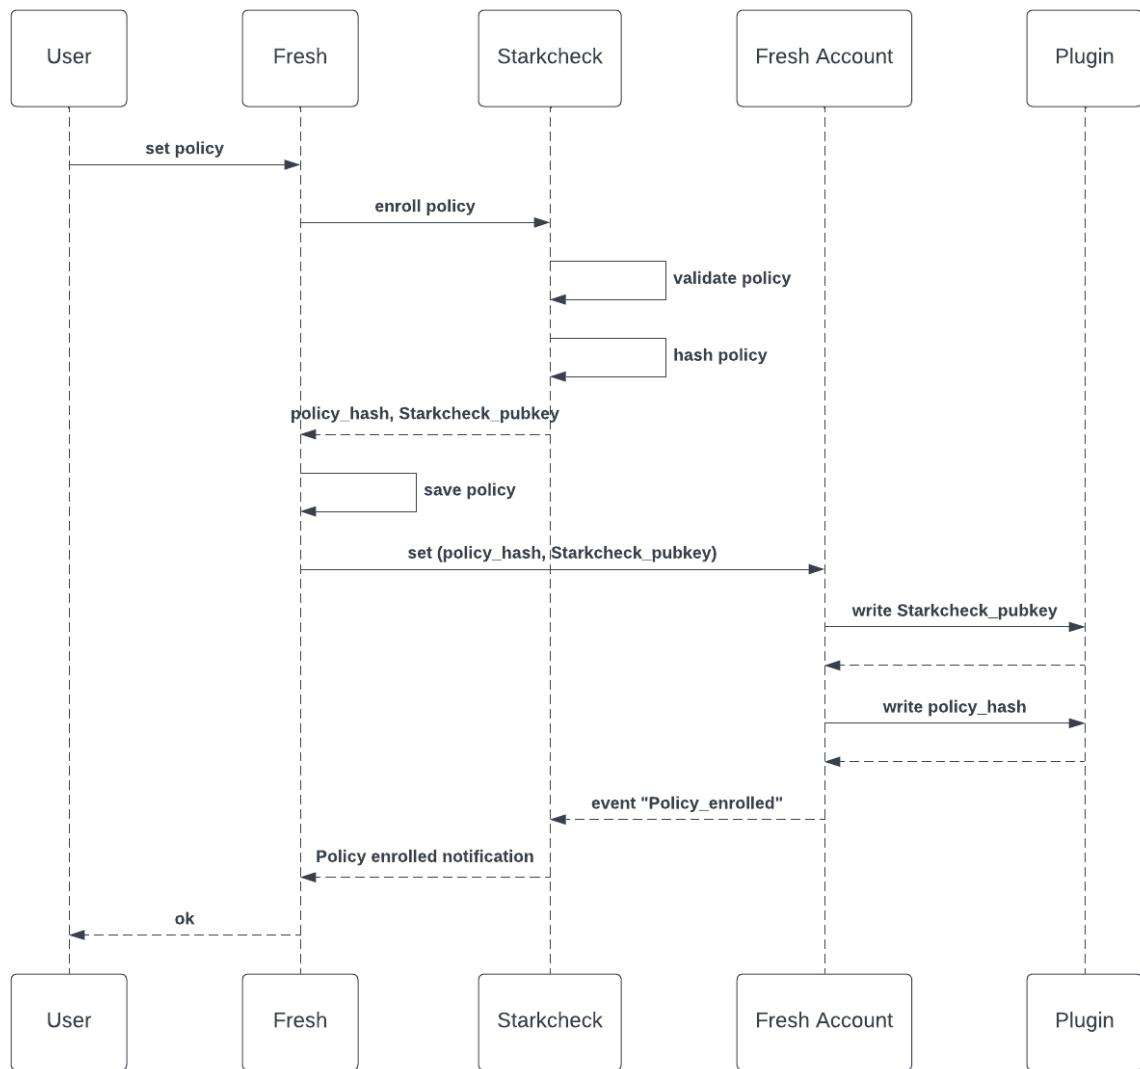 User
Fresh
Starkcheck
Fresh Account
Plugin
set policy
enroll policy
validate policy
hash policy
policy_hash, Starkcheck_pubkey
save policy
set (policy_hash, Starkcheck_pubkey)
write Starkcheck_pubkey
write policy_hash
event "Policy_enrolled"
Policy enrolled notification
ok
User
Fresh
Starkcheck
Fresh Account
Plugin